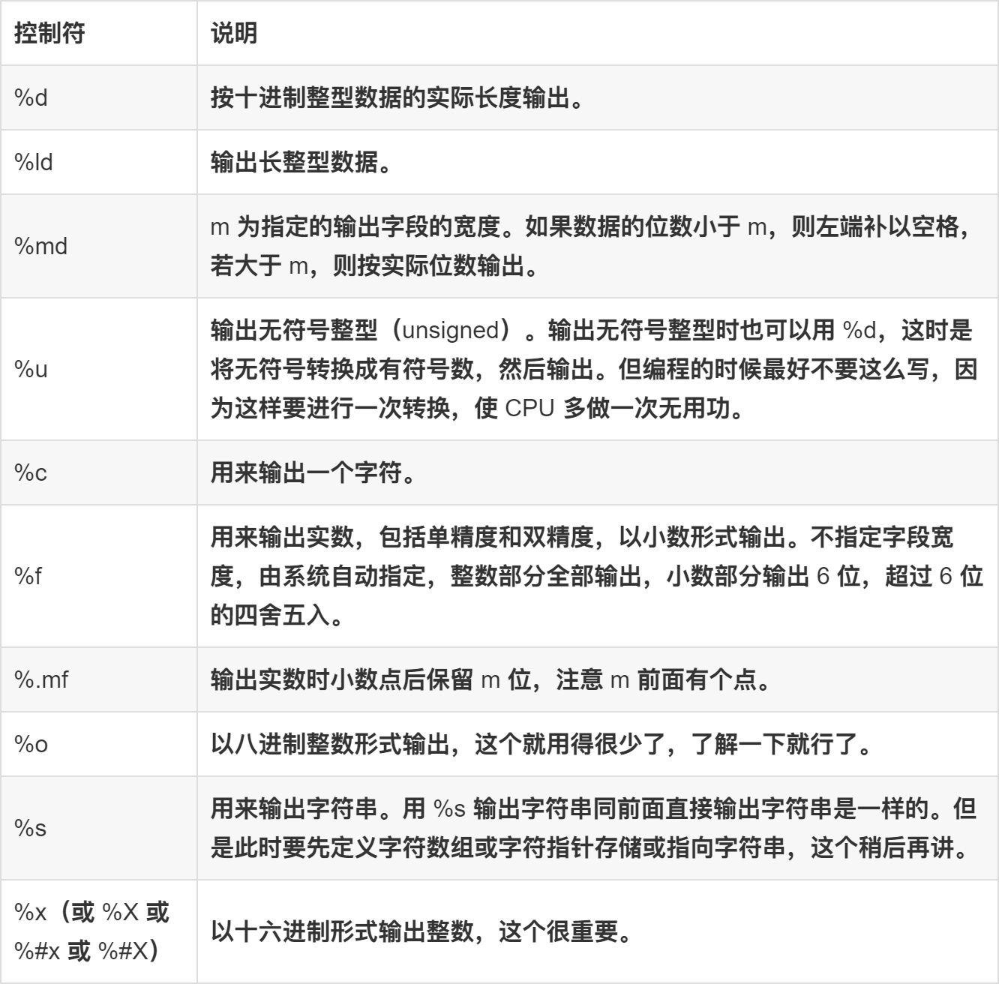 控制符 说明
%d 按十进制整型数据的实际长度输出。
%ld 输出长整型数据。
%md m 为指定的输出字段的宽度。如果数据的位数小于 m，则左端补以空格，
若大于 m，则按实际位数输出。
%u 输出无符号整型（unsigned）。输出无符号整型时也可以用 %d，这时是
将无符号转换成有符号数，然后输出。但编程的时候最好不要这么写，因
为这样要进行一次转换，使 CPU 多做一次无用功。
%c 用来输出一个字符。
%f 用来输出实数，包括单精度和双精度，以小数形式输出。不指定字段宽
度，由系统自动指定，整数部分全部输出，小数部分输出 6 位，超过 6 位
的四舍五入。
%.mf 输出实数时小数点后保留 m 位，注意 m 前面有个点。
%o 以八进制整数形式输出，这个就用得很少了，了解一下就行了。
%s 用来输出字符串。用 %s 输出字符串同前面直接输出字符串是一样的。但
是此时要先定义字符数组或字符指针存储或指向字符串，这个稍后再讲。
%x（或 %X 或
%#x 或 %#X） 以十六进制形式输出整数，这个很重要。